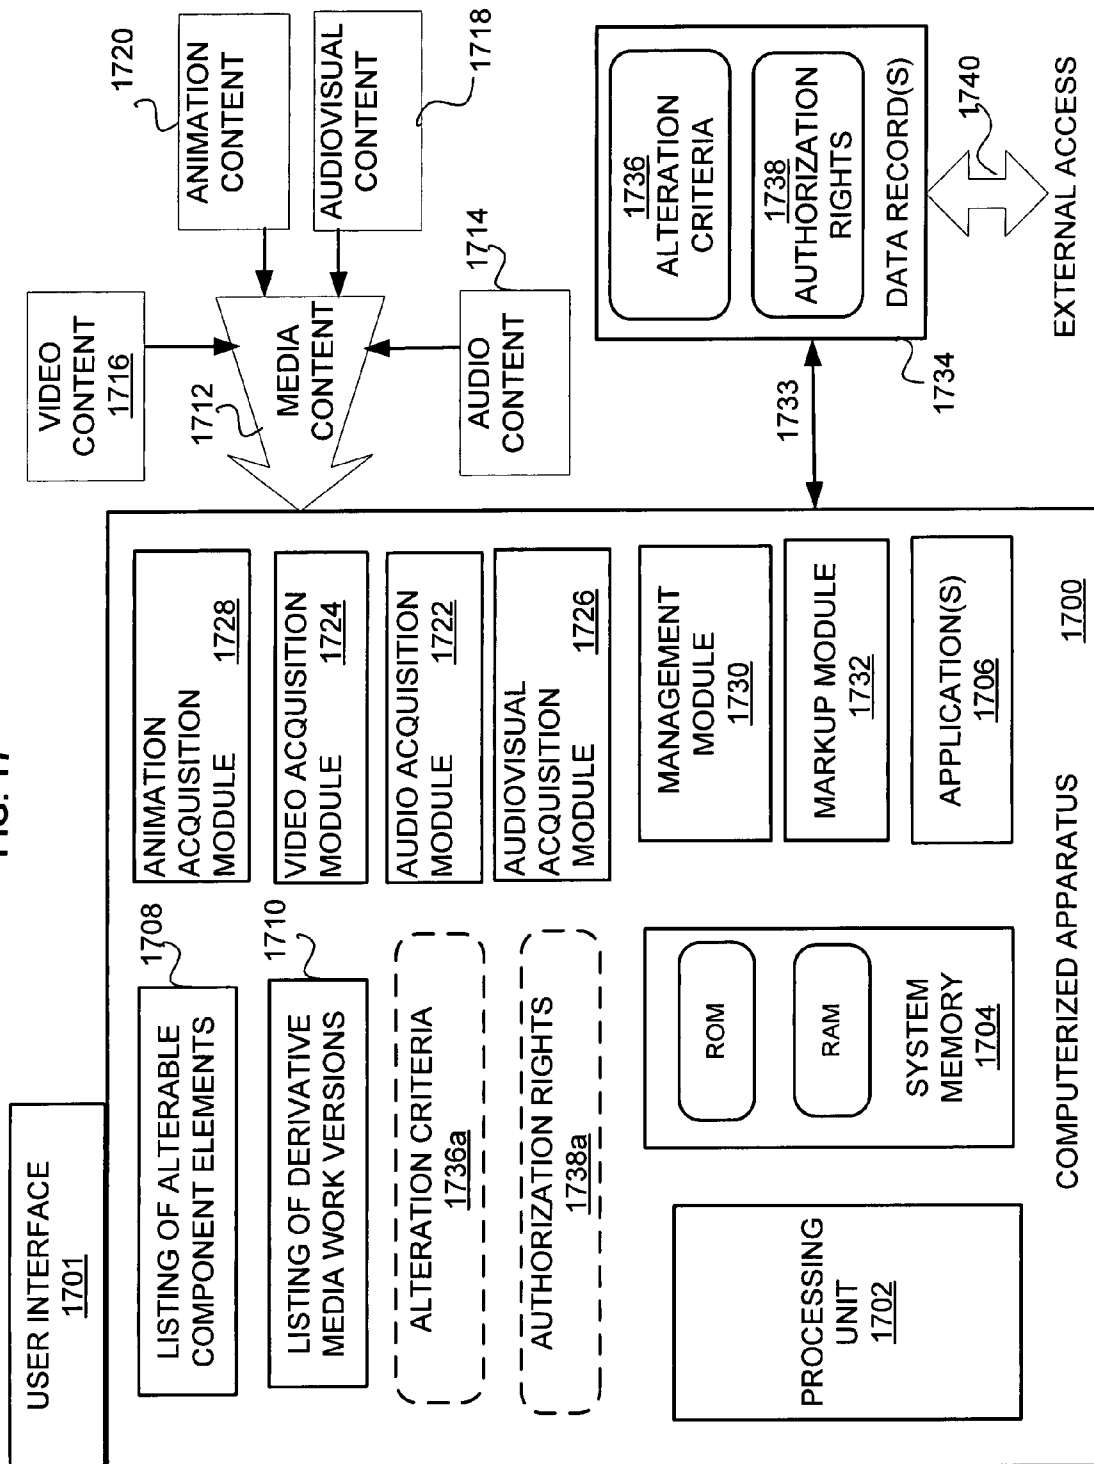 FIG. 17
USER INTERFACE
1701
LISTING OF ALTERABLE
COMPONENT ELEMENTS
1708
LISTING OF DERIVATIVE
MEDIA WORK VERSIONS
1710
ALTERATION CRITERIA
1736a
AUTHORIZATION RIGHTS
1738a
PROCESSING
UNIT
1702
ROM
RAM
SYSTEM
MEMORY
1704
ANIMATION
ACQUISITION
MODULE
1728
VIDEO ACQUISITION
MODULE
1724
AUDIO ACQUISITION
MODULE
1722
AUDIOVISUAL
ACQUISITION
MODULE
1726
MANAGEMENT
MODULE
1730
MARKUP MODULE
1732
APPLICATION(S)
1706
COMPUTERIZED APPARATUS
1700
VIDEO
CONTENT
1716
1712
MEDIA
CONTENT
ANIMATION
CONTENT
1720
AUDIOVISUAL
CONTENT
1718
AUDIO
CONTENT
1714
1733
1736
ALTERATION
CRITERIA
1738
AUTHORIZATION
RIGHTS
DATA RECORD(S)
1734
1740
EXTERNAL ACCESS